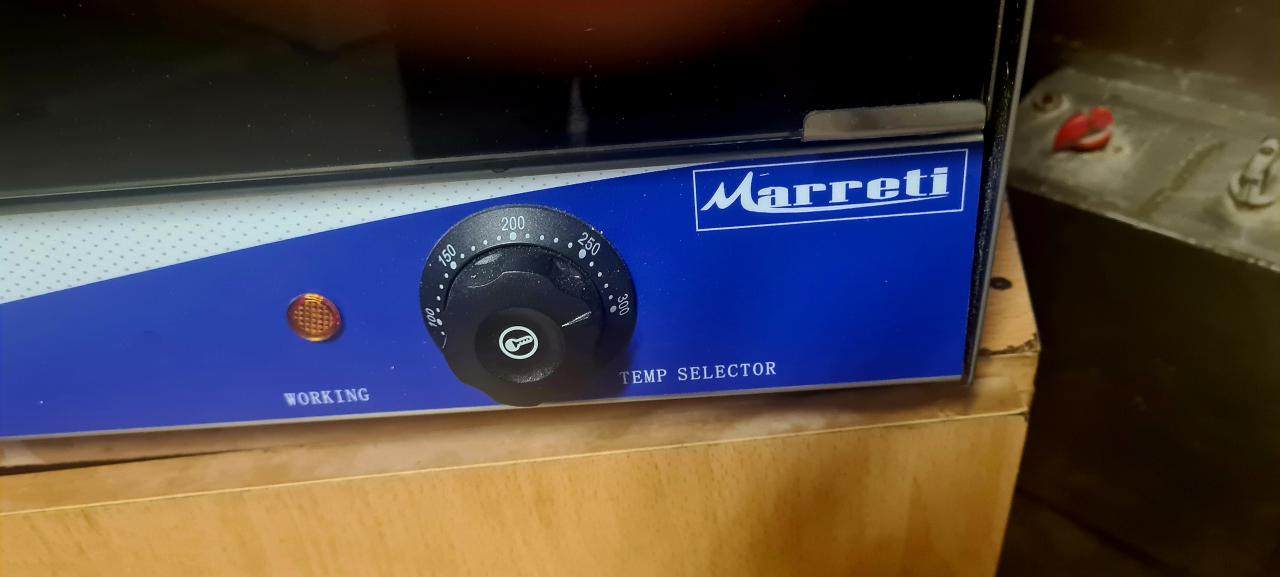 Marreti
100 150 200 250 300
WORKING
TEMP SELECTOR